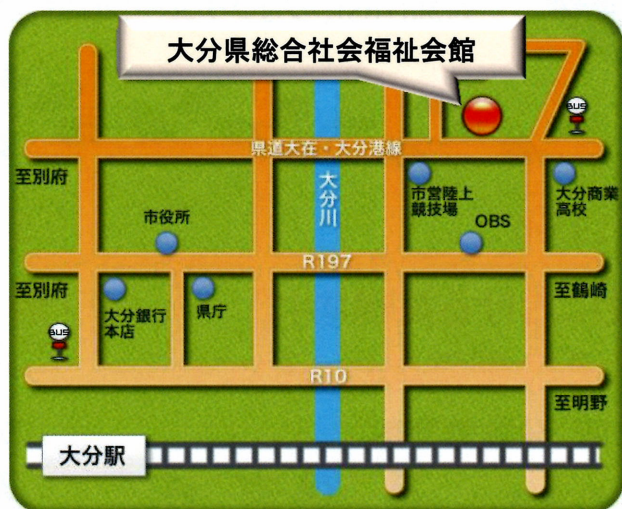 大分県総合社会福祉会館
BUS
県道大在・大分港線
至別府
大分川
市営陸上
競技場
大分商業
高校
市役所
OBS
R197
至別府
至鶴崎
大分銀行
本店
県庁
BUS
R10
至明野
大分駅